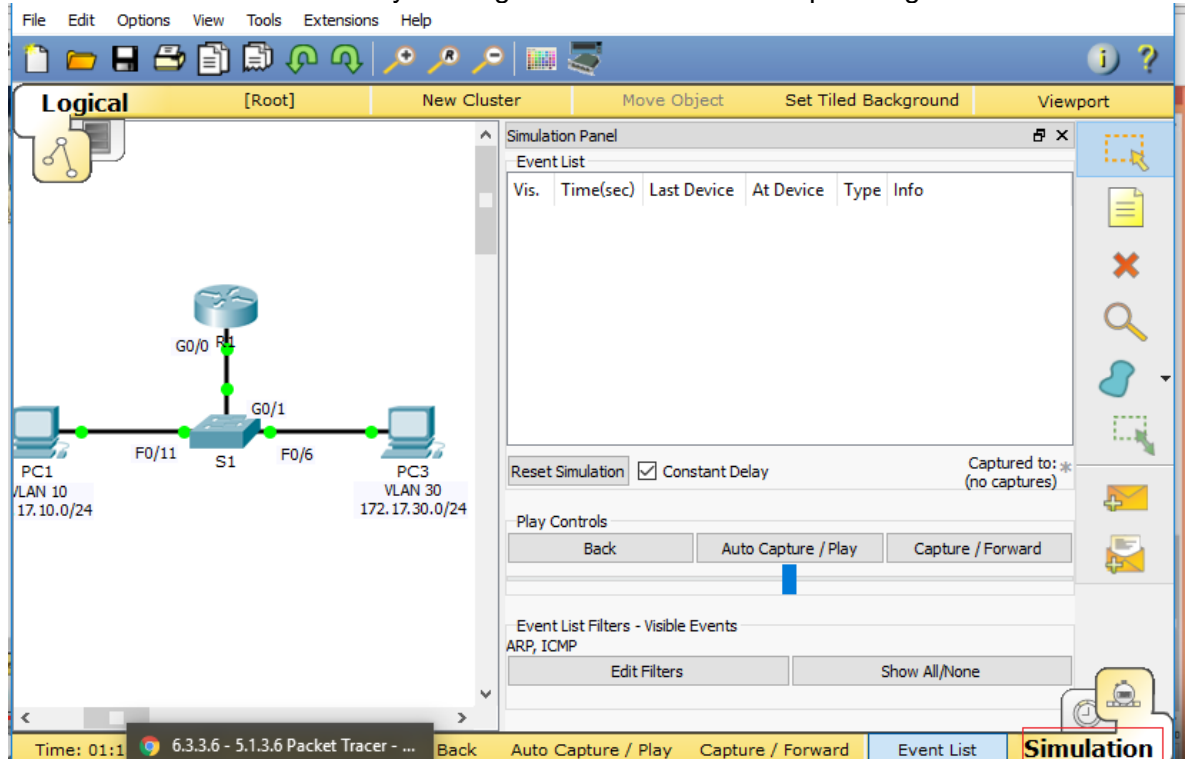 File Edit Options View Tools Extensions Help
Logical [Root] New Cluster Move Object Set Tiled Background Viewport
Simulation Panel
Event List
Vis. Time(sec) Last Device At Device Type Info
G0/0 R1
G0/1
F0/11 S1 F0/6
PC1 PC3
VLAN 10 VLAN 30
17.10.0/24 172.17.30.0/24
Reset Simulation Constant Delay Captured to: *
(no captures)
Play Controls
Back Auto Capture / Play Capture / Forward
Event List Filters - Visible Events
ARP, ICMP
Edit Filters Show All/None
Time: 01:1 6.3.3.6 - 5.1.3.6 Packet Tracer - ... Back Auto Capture / Play Capture / Forward Event List Simulation